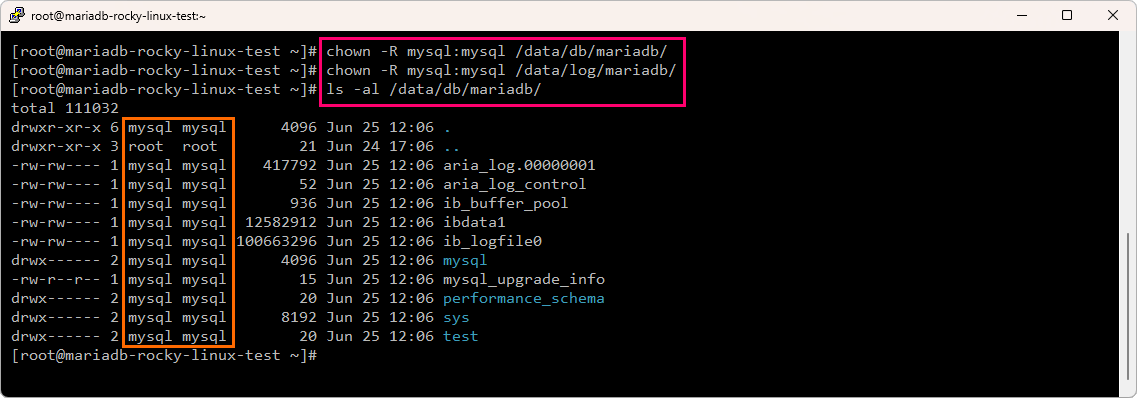 root@mariadb-rocky-linux-test:~
[root@mariadb-rocky-linux-test ~]# chown -R mysql:mysql /data/db/mariadb/
[root@mariadb-rocky-linux-test ~]# chown -R mysql:mysql /data/log/mariadb/
[root@mariadb-rocky-linux-test ~]# ls -al /data/db/mariadb/
total 111032
drwxr-xr-x 6 mysql mysql      4096 Jun 25 12:06 .
drwxr-xr-x 3 root  root         21 Jun 24 17:06 ..
-rw-rw---- 1 mysql mysql    417792 Jun 25 12:06 aria_log.00000001
-rw-rw---- 1 mysql mysql        52 Jun 25 12:06 aria_log_control
-rw-rw---- 1 mysql mysql       936 Jun 25 12:06 ib_buffer_pool
-rw-rw---- 1 mysql mysql  12582912 Jun 25 12:06 ibdata1
-rw-rw---- 1 mysql mysql 100663296 Jun 25 12:06 ib_logfile0
drwx------ 2 mysql mysql      4096 Jun 25 12:06 mysql
-rw-r--r-- 1 mysql mysql        15 Jun 25 12:06 mysql_upgrade_info
drwx------ 2 mysql mysql        20 Jun 25 12:06 performance_schema
drwx------ 2 mysql mysql      8192 Jun 25 12:06 sys
drwx------ 2 mysql mysql        20 Jun 25 12:06 test
[root@mariadb-rocky-linux-test ~]#